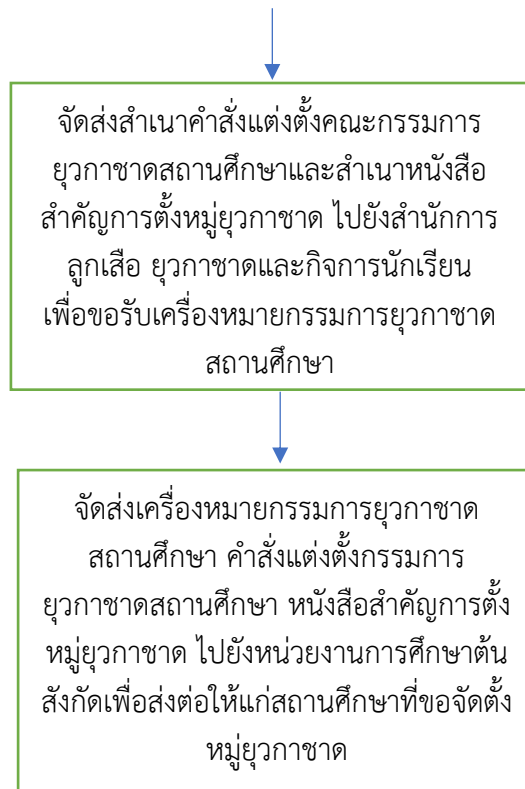 จัดส่งสำเนาคำสั่งแต่งตั้งคณะกรรมการ
ยุวกาชาดสถานศึกษาและสำเนาหนังสือ
สำคัญการตั้งหมู่ยุวกาชาด ไปยังสำนักการ
ลูกเสือ ยุวกาชาดและกิจการนักเรียน
เพื่อขอรับเครื่องหมายกรรมการยุวกาชาด
สถานศึกษา
จัดส่งเครื่องหมายกรรมการยุวกาชาด
สถานศึกษา คำสั่งแต่งตั้งกรรมการ
ยุวกาชาดสถานศึกษา หนังสือสำคัญการตั้ง
หมู่ยุวกาชาด ไปยังหน่วยงานการศึกษาต้น
สังกัดเพื่อส่งต่อให้แก่สถานศึกษาที่ขอจัดตั้ง
หมู่ยุวกาชาด